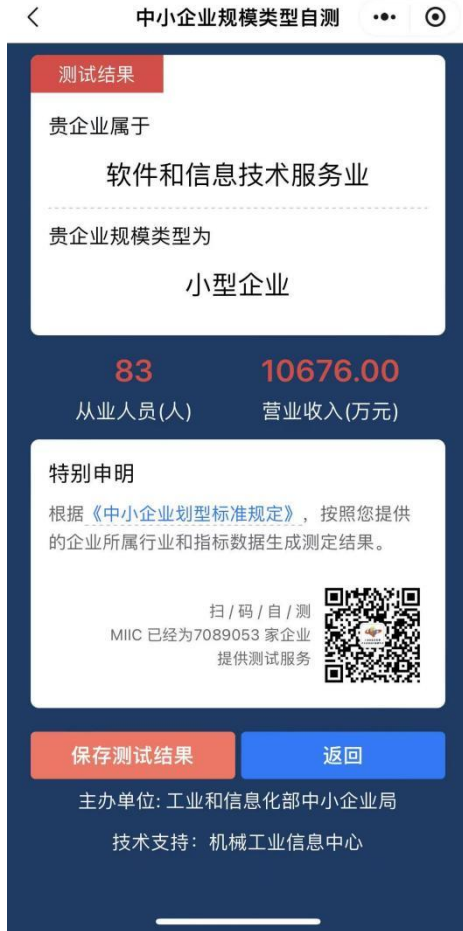 中小企业规模类型自测
测试结果
贵企业属于
软件和信息技术服务业
贵企业规模类型为
小型企业
83 10676.00
从业人员(人) 营业收入(万元)
特别申明
根据《中小企业划型标准规定》，按照您提供
的企业所属行业和指标数据生成测定结果。
扫 / 码 / 自 / 测
MIIC 已经为7089053 家企业
提供测试服务
保存测试结果 返回
主办单位: 工业和信息化部中小企业局
技术支持：机械工业信息中心